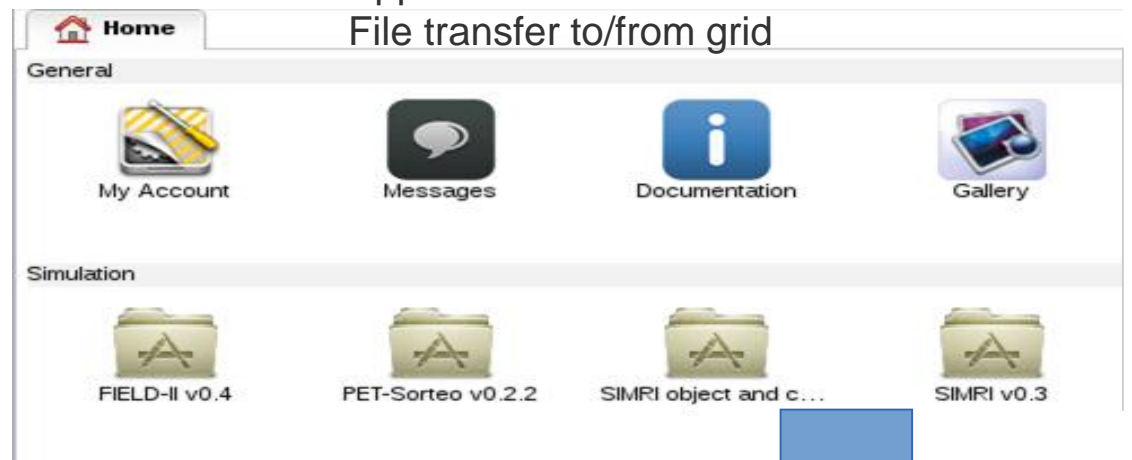 File transfer to/from grid
Home
General
My Account Messages Documentation Gallery
Simulation
FIELD-II v0.4 PET-Sorteo v0.2.2 SIMRI object and c... SIMRI v0.3